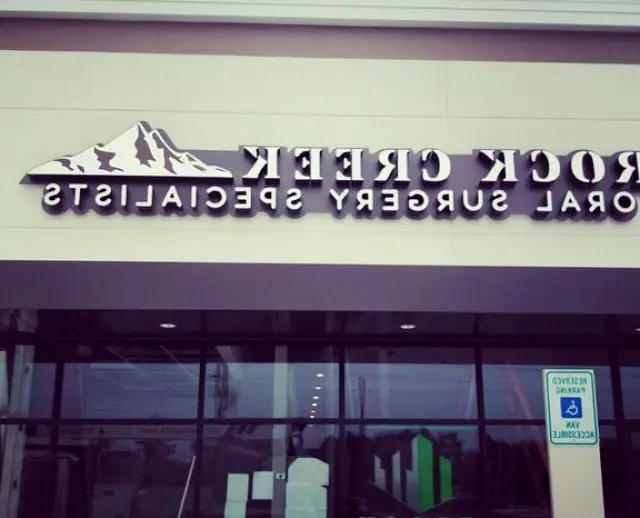 ROCK CREEK
ORAL SURGERY SPECIALISTS
RESERVED
PARKING
VAN
ACCESSIBLE